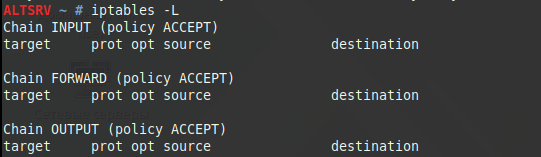 ALTSRV ~ # iptables -L
Chain INPUT (policy ACCEPT)
target     prot opt source               destination
Chain FORWARD (policy ACCEPT)
target     prot opt source               destination
Chain OUTPUT (policy ACCEPT)
target     prot opt source               destination